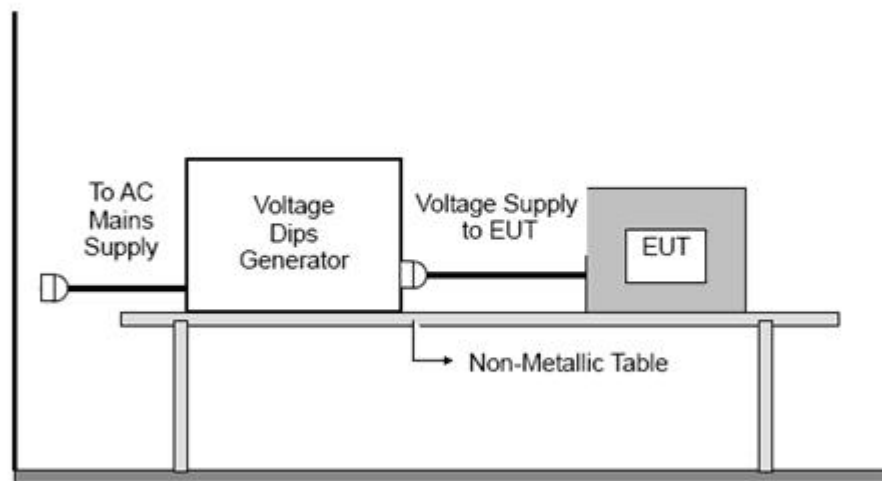 To AC
Mains
Supply
Voltage
Dips
Generator
Voltage Supply
to EUT
EUT
Non-Metallic Table